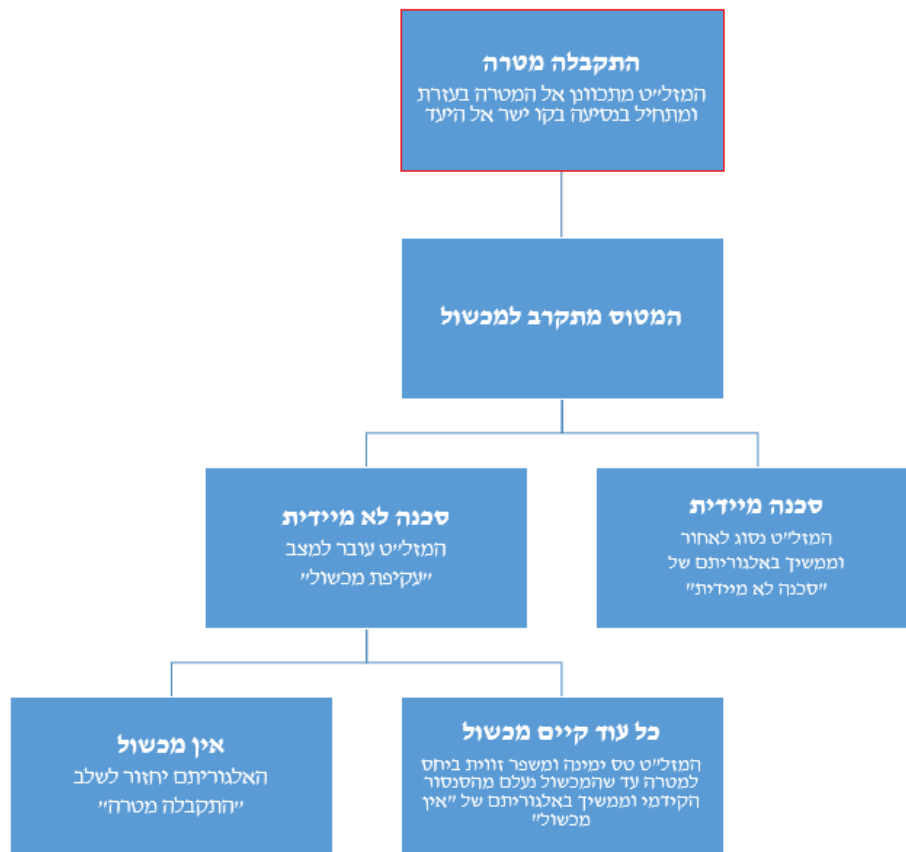 התקבלה מטרה
המזל"ט מתכוונן אל המטרה בעזרת
ומתחיל בנסיעה בקו ישר אל היעד
המטוס מתקרב למכשול
סכנה מיידית
המזל"ט נסוג לאחור
וממשיך באלגוריתם של
"סכנה לא מיידית"
סכנה לא מיידית
המזל"ט עובר למצב
"עקיפת מכשול"
כל עוד קיים מכשול
המזל"ט טס ימינה ומשפר זווית ביחס
למטרה עד שהמכשול נעלם מהסנסור
הקידמי וממשיך באלגוריתם של "אין
מכשול"
אין מכשול
האלגוריתם יחזור לשלב
"התקבלה מטרה"